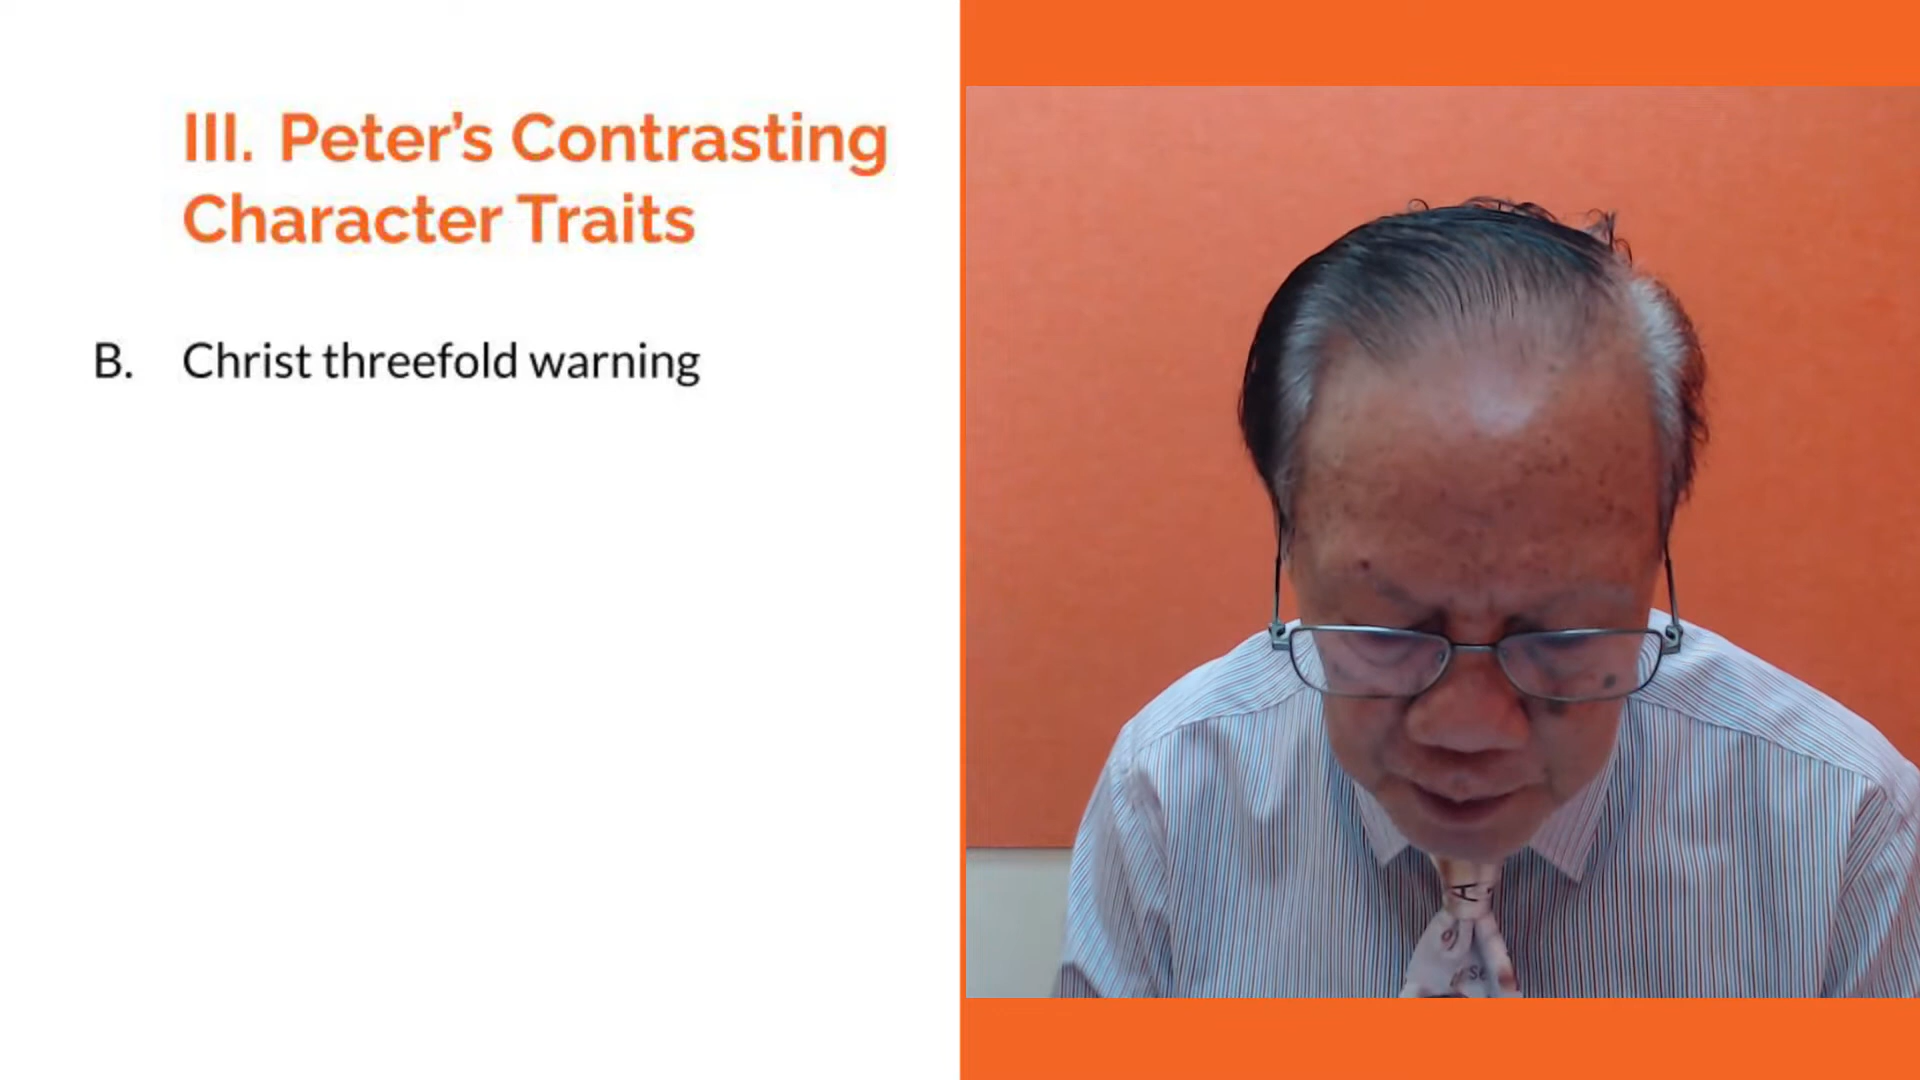 III. Peter’s Contrasting
Character Traits
B. Christ threefold warning